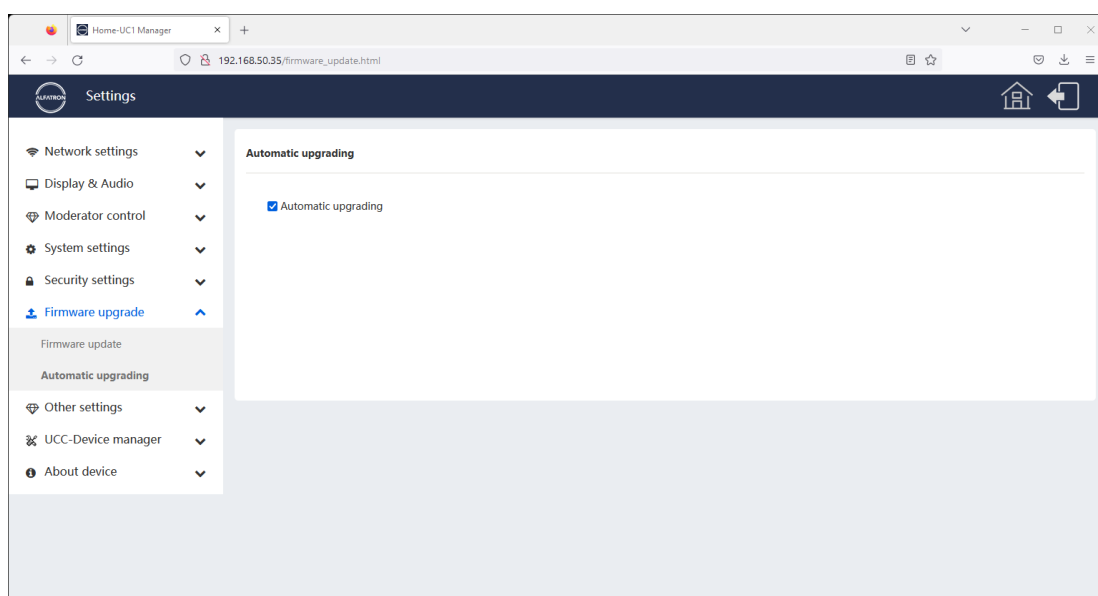 Home-UC1 Manager
192.168.50.35/firmware_update.html
ALFATRON
Settings
Network settings
Display & Audio
Moderator control
System settings
Security settings
Firmware upgrade
Firmware update
Automatic upgrading
Other settings
UCC-Device manager
About device
Automatic upgrading
Automatic upgrading